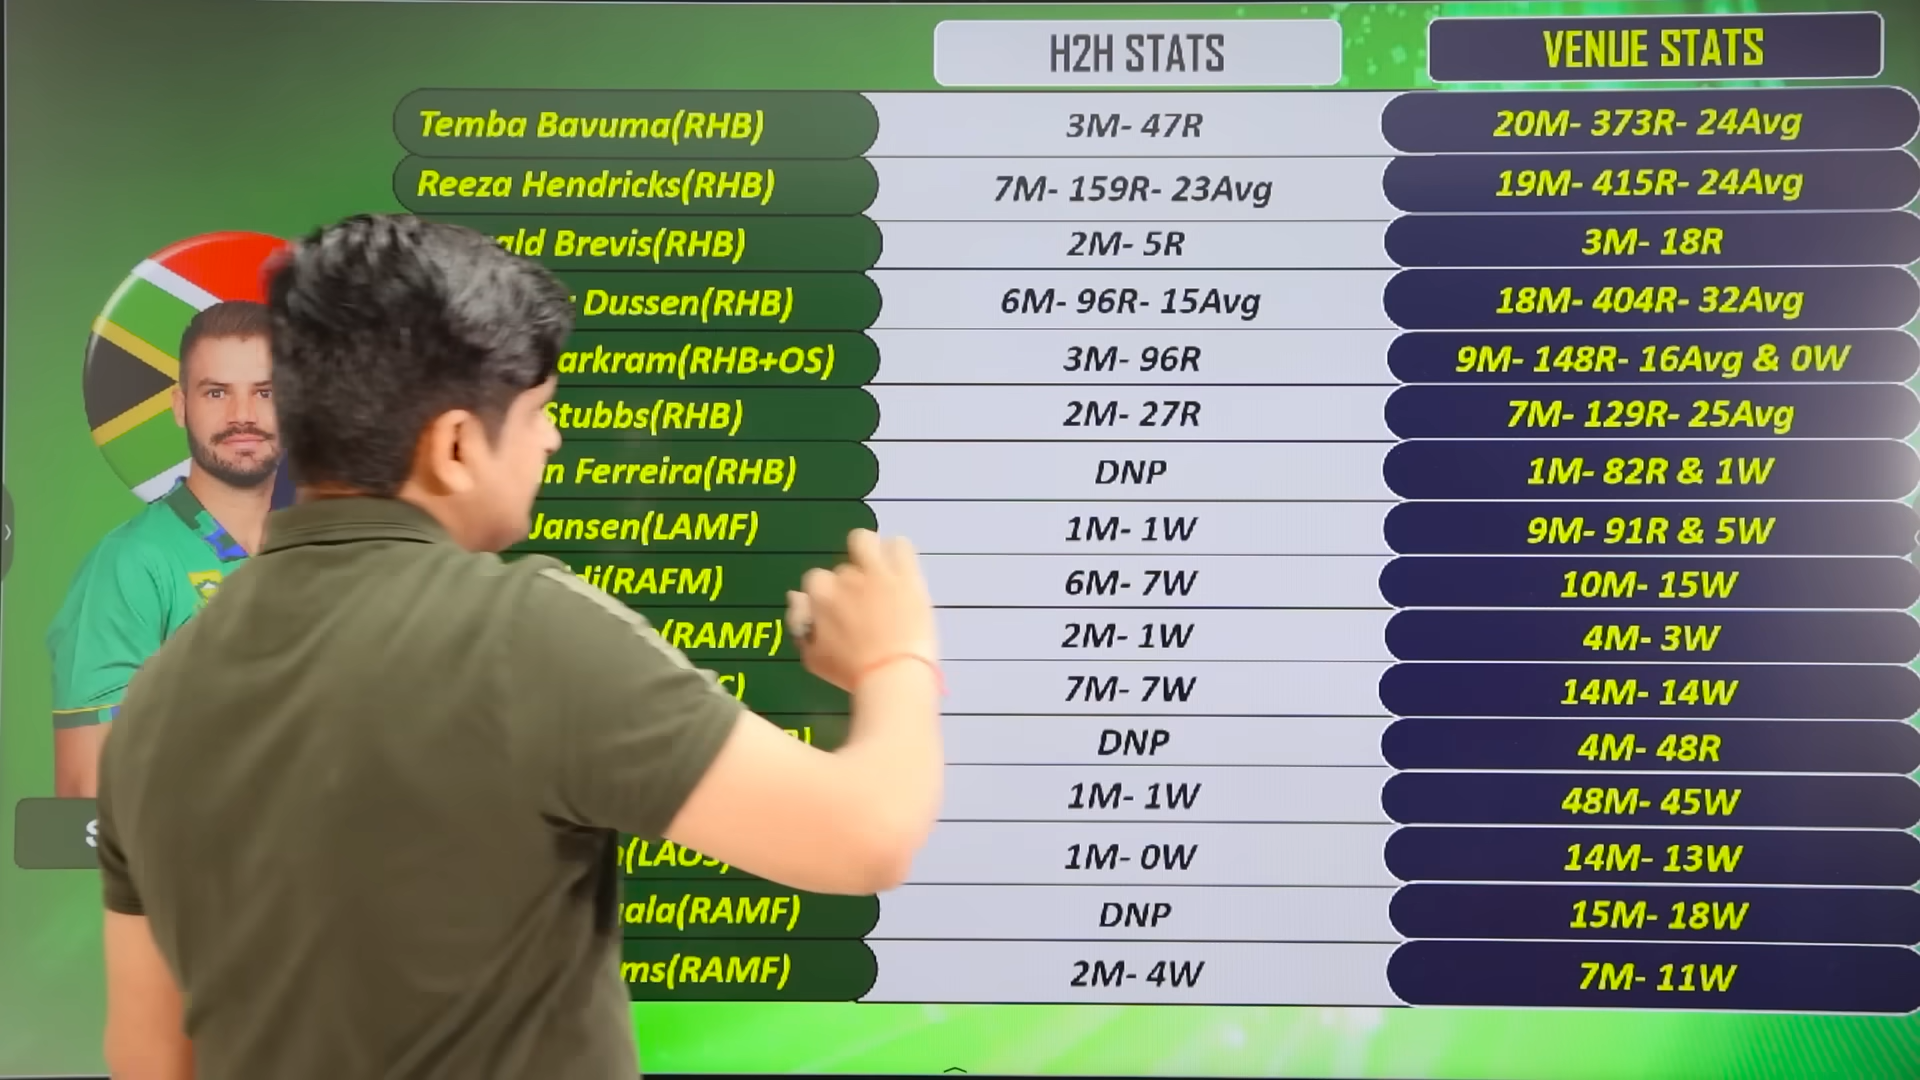 H2H STATS VENUE STATS
Temba Bavuma(RHB) 3M- 47R 20M- 373R- 24Avg
Reeza Hendricks(RHB) 7M- 159R- 23Avg 19M- 415R- 24Avg
ald Brevis(RHB) 2M- 5R 3M- 18R
Dussen(RHB) 6M- 96R- 15Avg 18M- 404R- 32Avg
arkram(RHB+OS) 3M- 96R 9M- 148R- 16Avg & 0W
Stubbs(RHB) 2M- 27R 7M- 129R- 25Avg
n Ferreira(RHB) DNP 1M- 82R & 1W
Jansen(LAMF) 1M- 1W 9M- 91R & 5W
di(RAFM) 6M- 7W 10M- 15W
(RAMF) 2M- 1W 4M- 3W
C) 7M- 7W 14M- 14W
DNP 4M- 48R
1M- 1W 48M- 45W
n(LAOS) 1M- 0W 14M- 13W
ala(RAMF) DNP 15M- 18W
ms(RAMF) 2M- 4W 7M- 11W
S